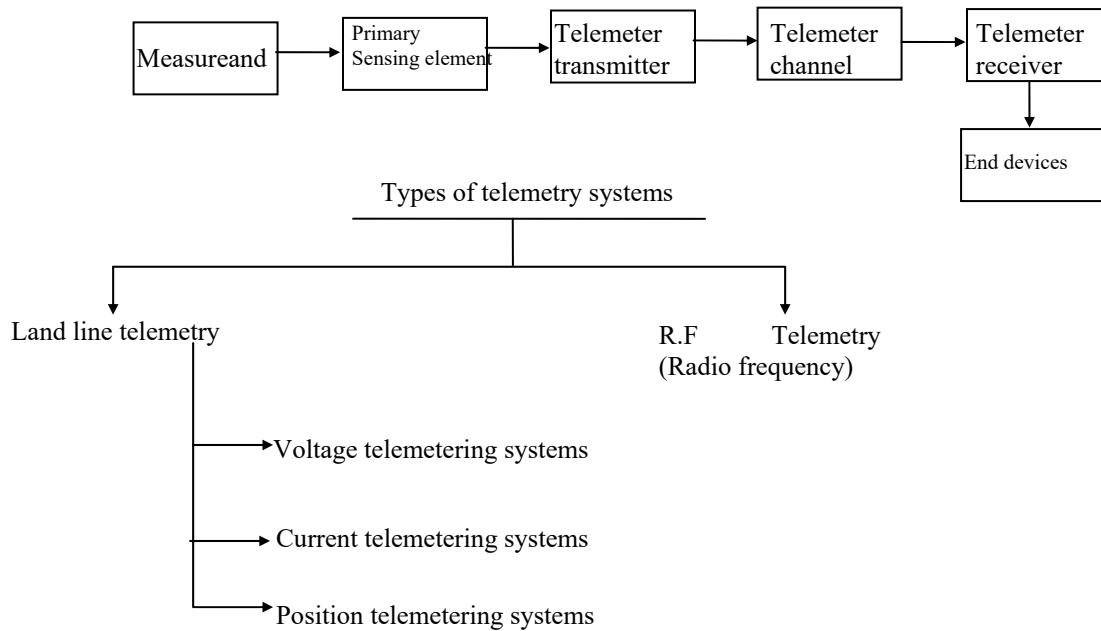 Measureand
Primary
Sensing element
Telemeter
transmitter
Telemeter
channel
Telemeter
receiver
End devices
Types of telemetry systems
Land line telemetry
R.F Telemetry
(Radio frequency)
Voltage telemetering systems
Current telemetering systems
Position telemetering systems